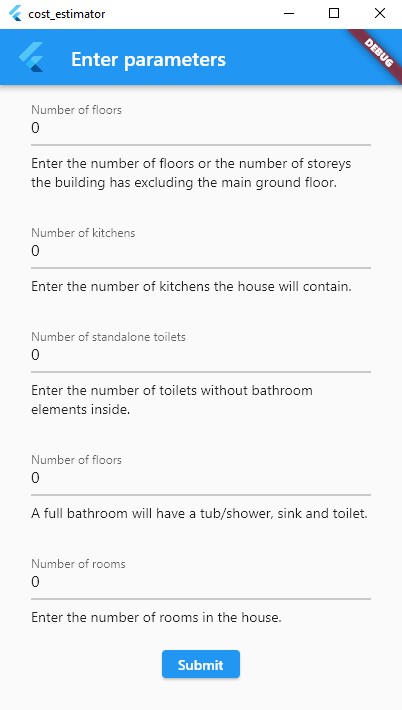 cost_estimator
Enter parameters
DEBUG
Number of floors
0
Enter the number of floors or the number of storeys
the building has excluding the main ground floor.
Number of kitchens
0
Enter the number of kitchens the house will contain.
Number of standalone toilets
0
Enter the number of toilets without bathroom
elements inside.
Number of floors
0
A full bathroom will have a tub/shower, sink and toilet.
Number of rooms
0
Enter the number of rooms in the house.
Submit